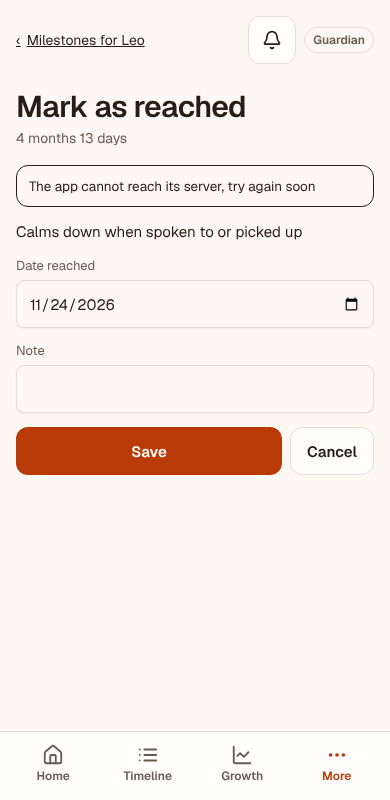 ‹ Milestones for Leo
Guardian
Mark as reached
4 months 13 days
The app cannot reach its server, try again soon
Calms down when spoken to or picked up
Date reached
11/24/2026
Note
Save
Cancel
Home
Timeline
Growth
More